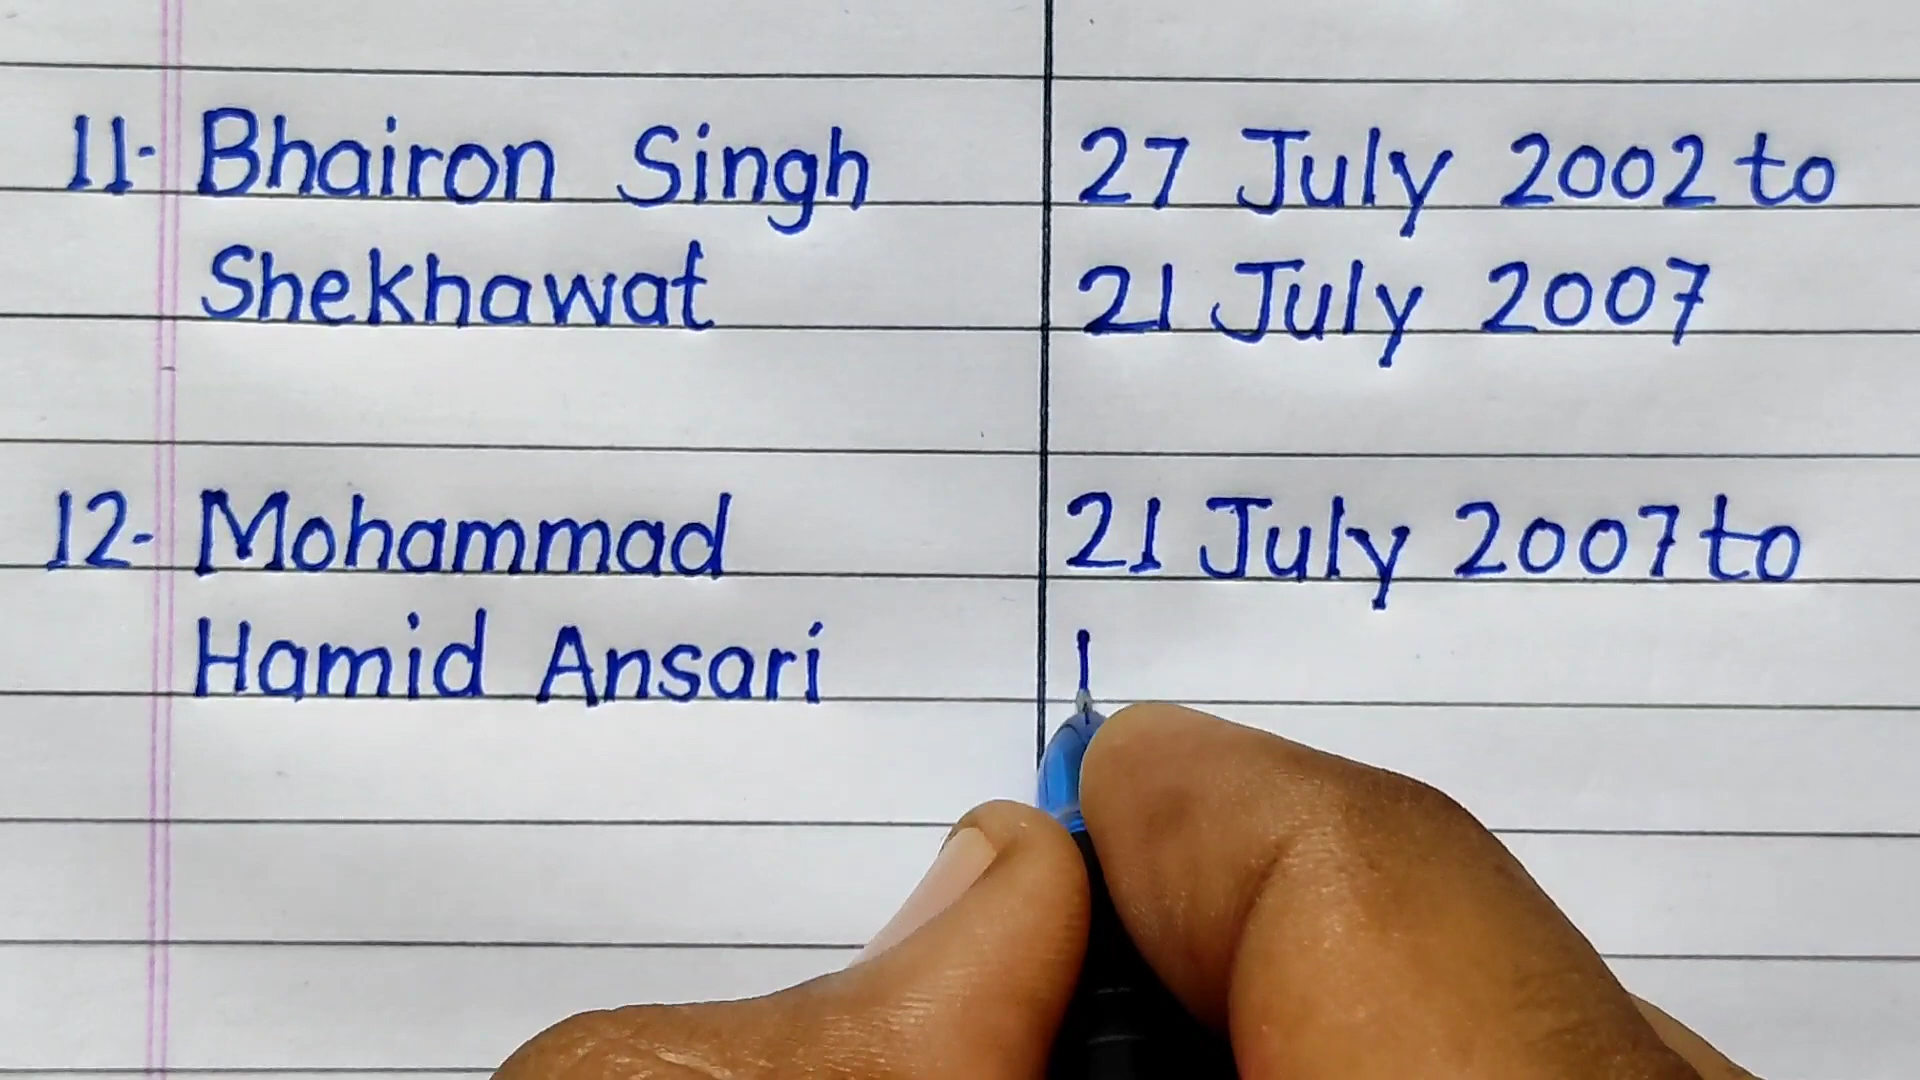 11- Bhairon Singh 27 July 2002 to
Shekhawat 21 July 2007
12- Mohammad 21 July 2007 to
Hamid Ansari 1